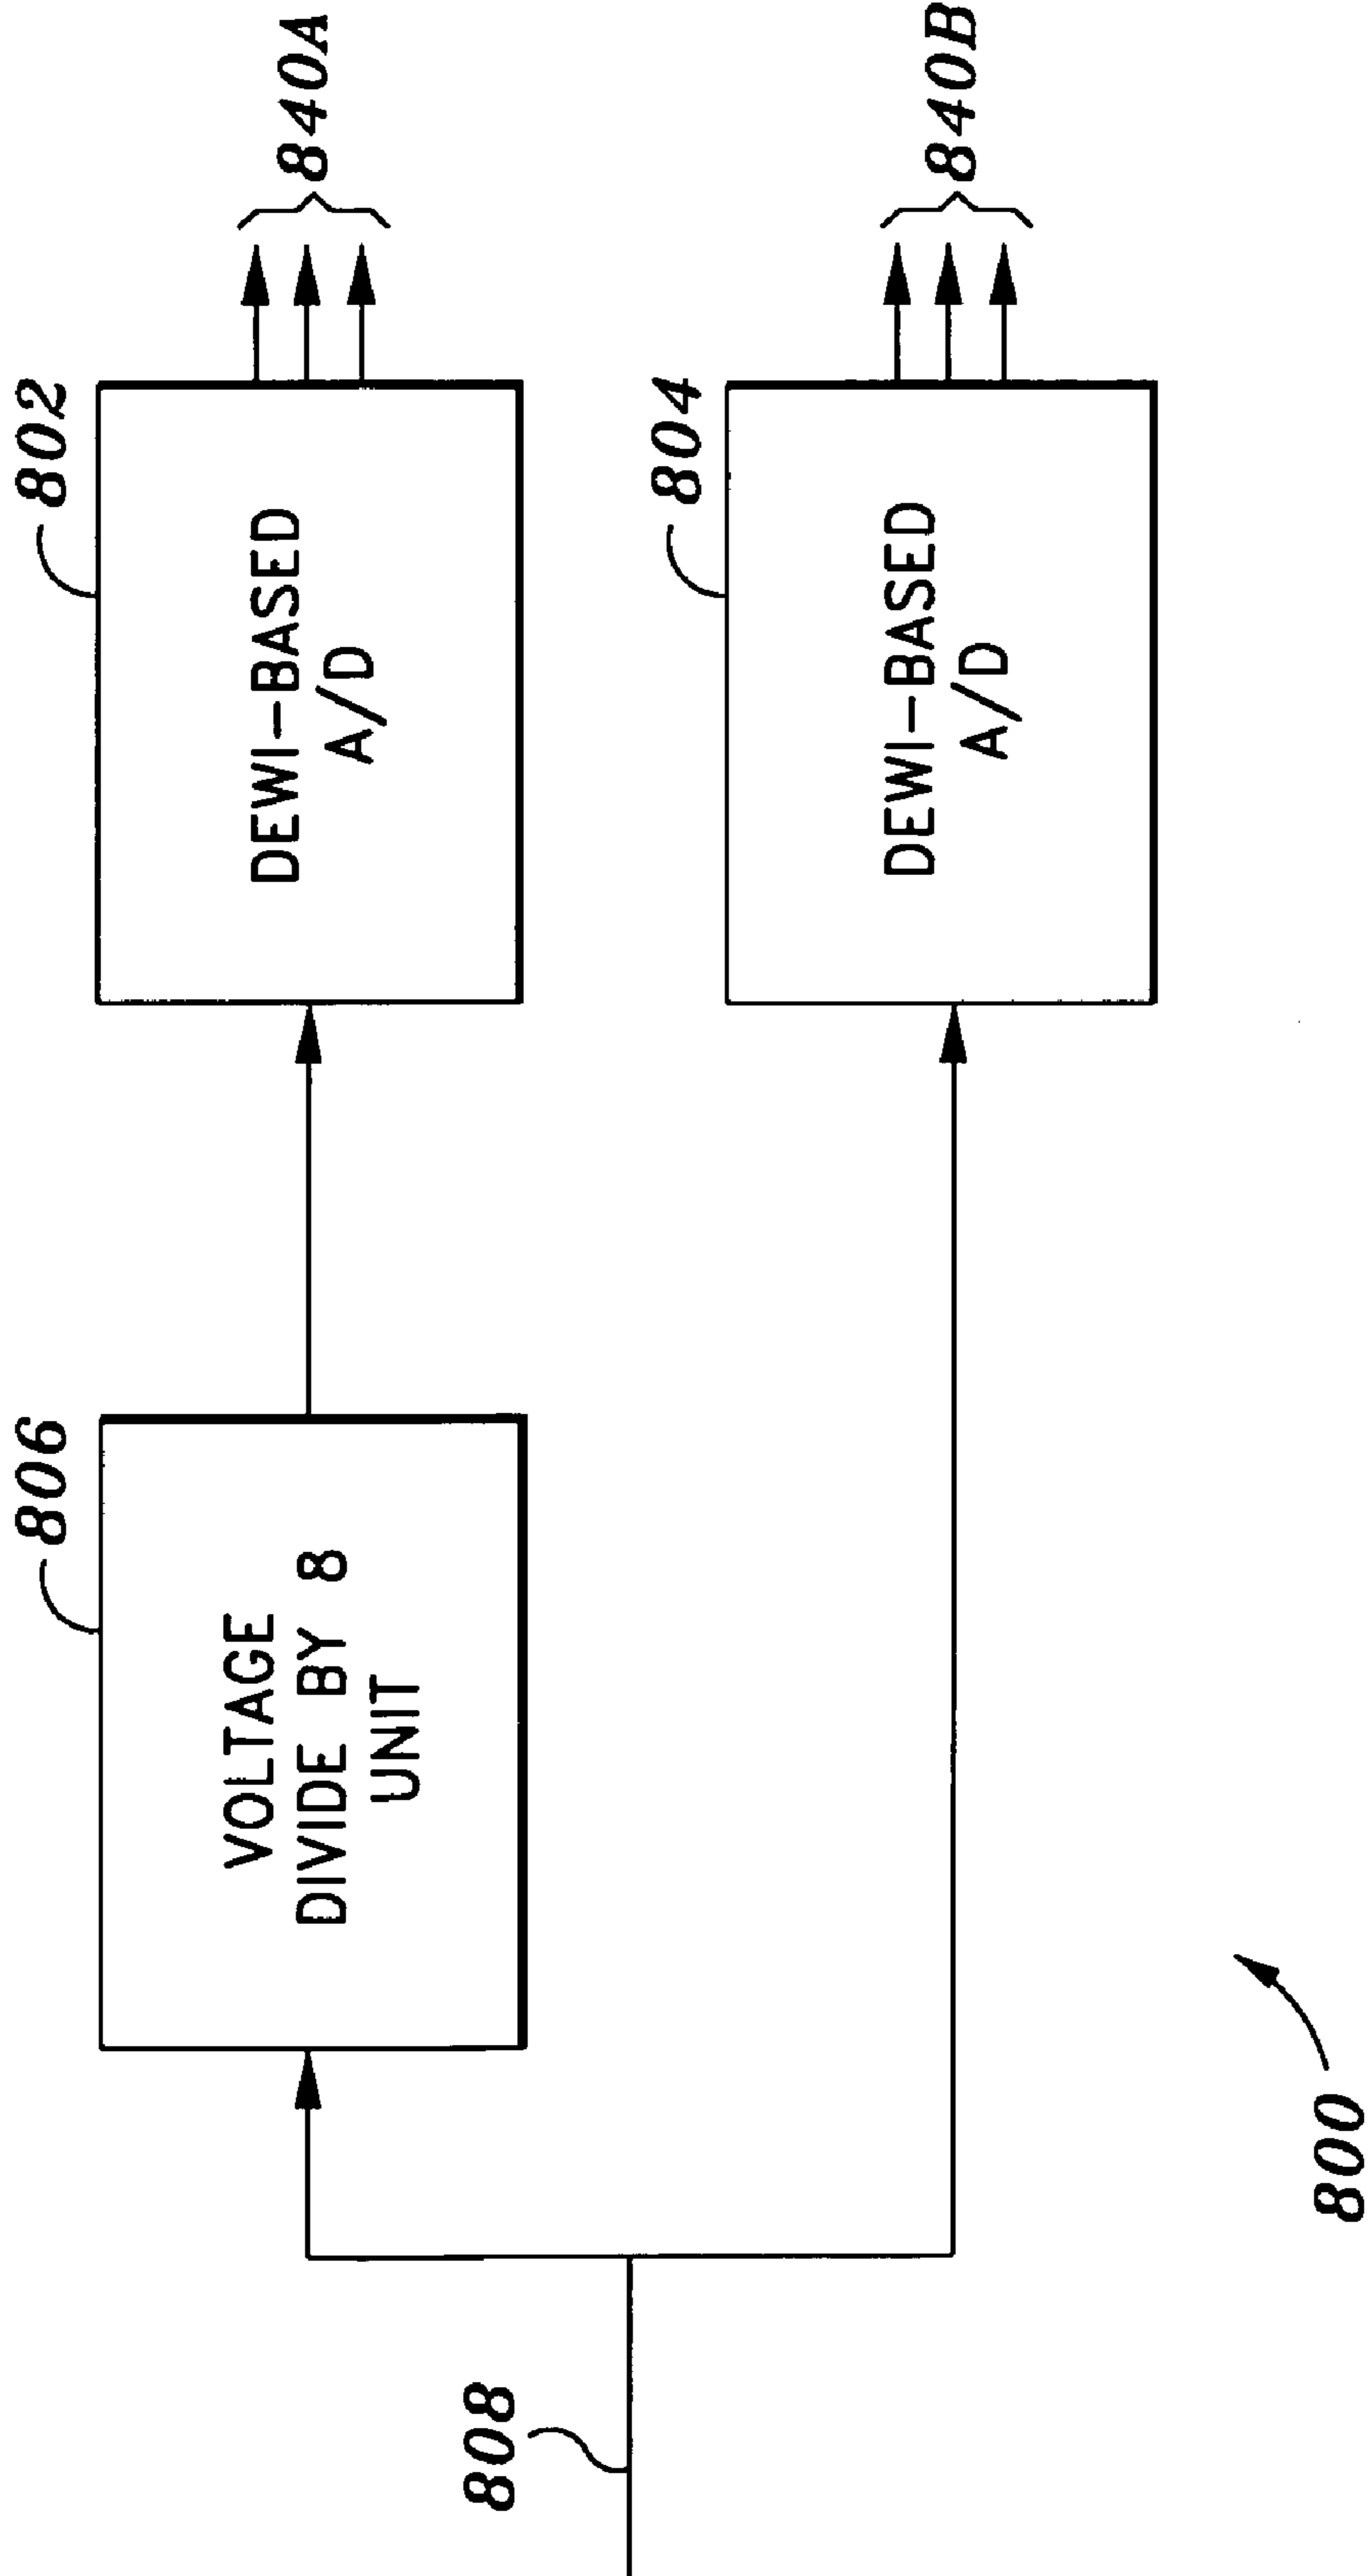 806
VOLTAGE
DIVIDE BY 8
UNIT
802
DEWI-BASED
A/D
840A
808
804
DEWI-BASED
A/D
840B
800